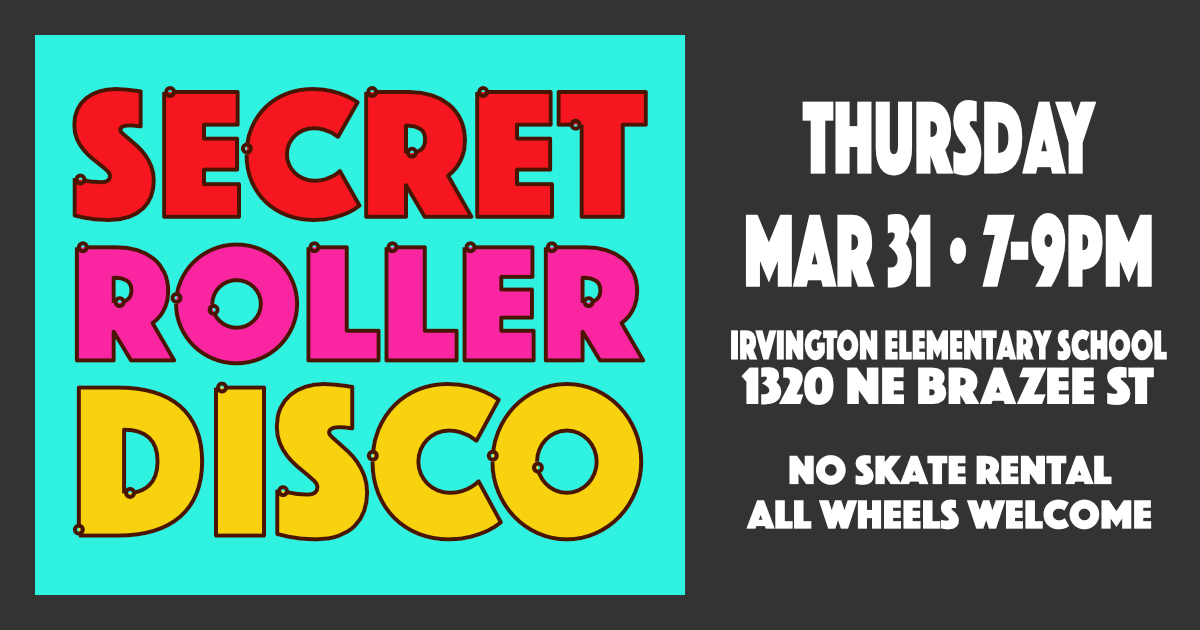 SECRET
ROLLER
DISCO
THURSDAY
MAR 31 • 7-9PM
IRVINGTON ELEMENTARY SCHOOL
1320 NE BRAZEE ST
NO SKATE RENTAL
ALL WHEELS WELCOME